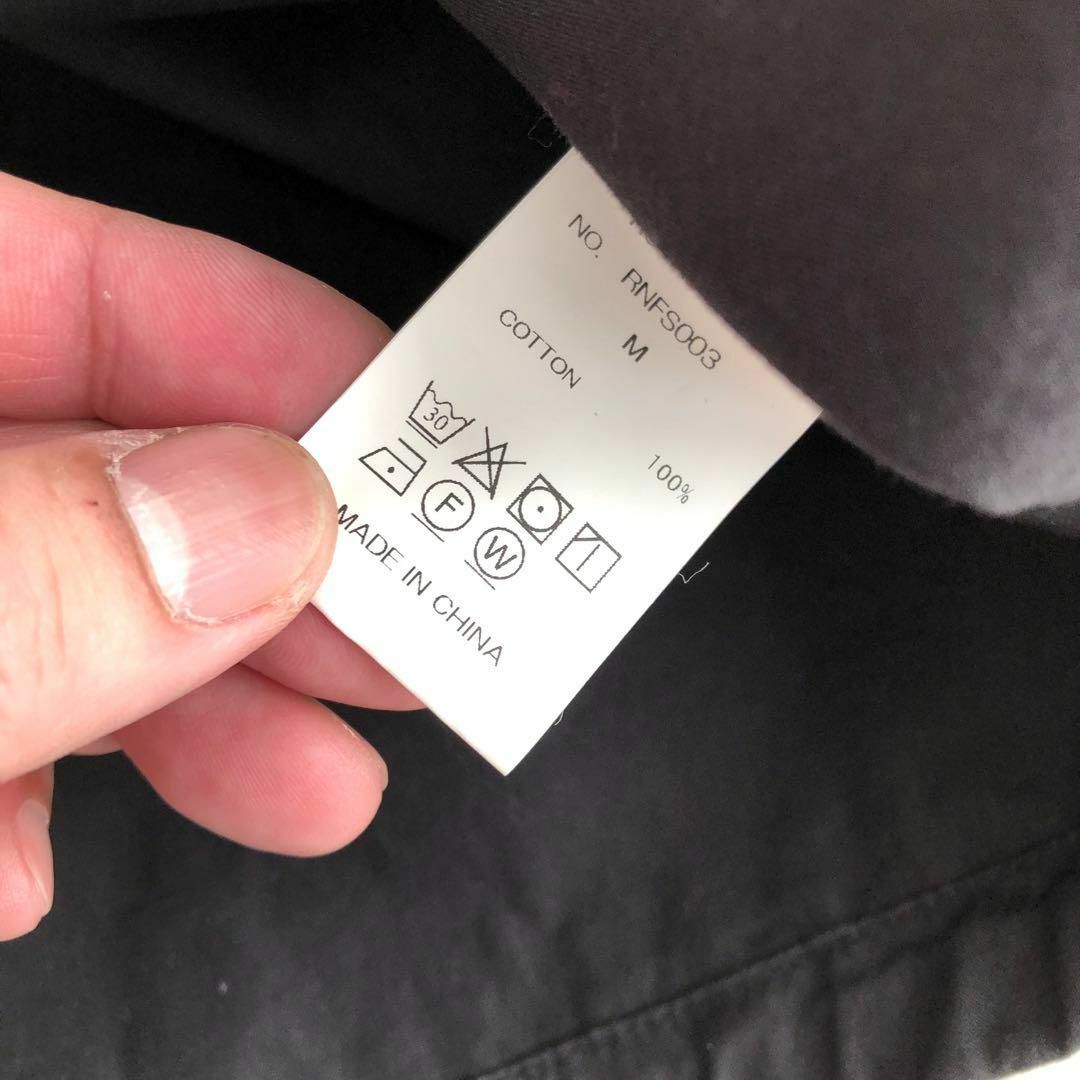 NO. RNFS003
M
COTTON 100%
30
F W
MADE IN CHINA